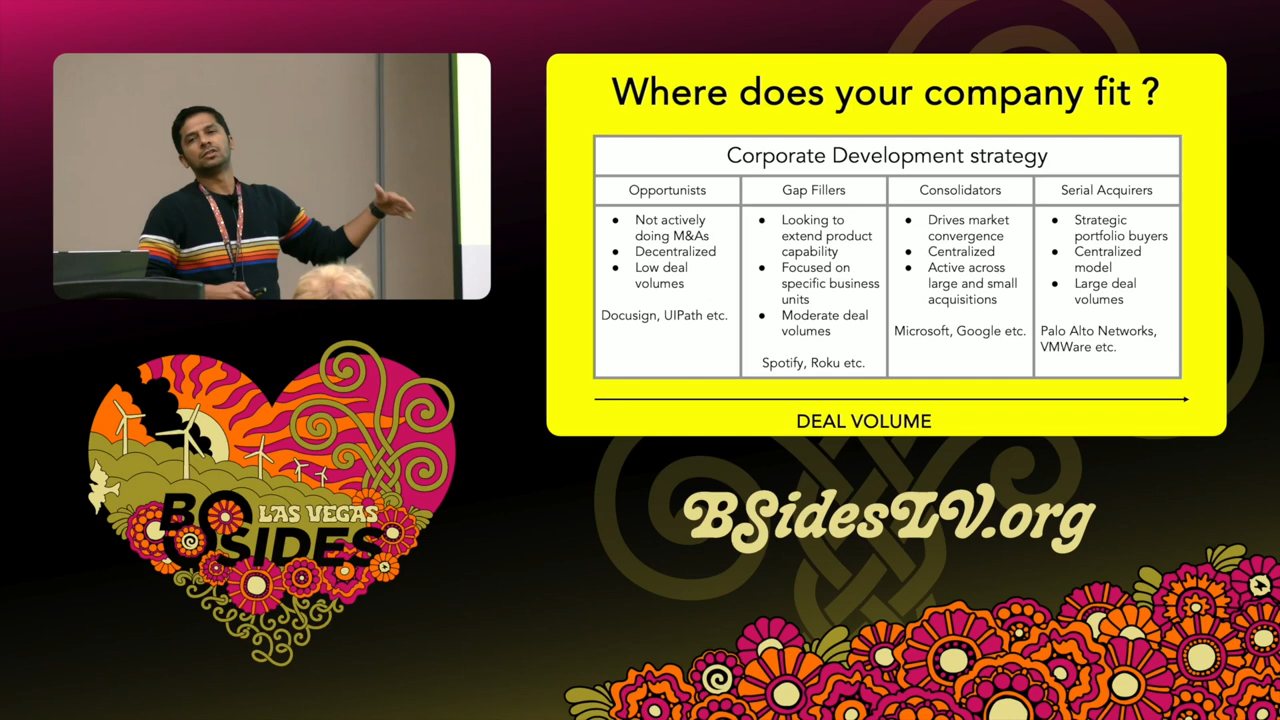 Where does your company fit ?
Corporate Development strategy
Opportunists
● Not actively
doing M&As
● Decentralized
● Low deal
volumes
Docusign, UIPath etc.
Gap Fillers
● Looking to
extend product
capability
● Focused on
specific business
units
● Moderate deal
volumes
Spotify, Roku etc.
Consolidators
● Drives market
convergence
● Centralized
● Active across
large and small
acquisitions
Microsoft, Google etc.
Serial Acquirers
● Strategic
portfolio buyers
● Centralized
model
● Large deal
volumes
Palo Alto Networks,
VMWare etc.
DEAL VOLUME
LAS VEGAS
BSidesLV.org